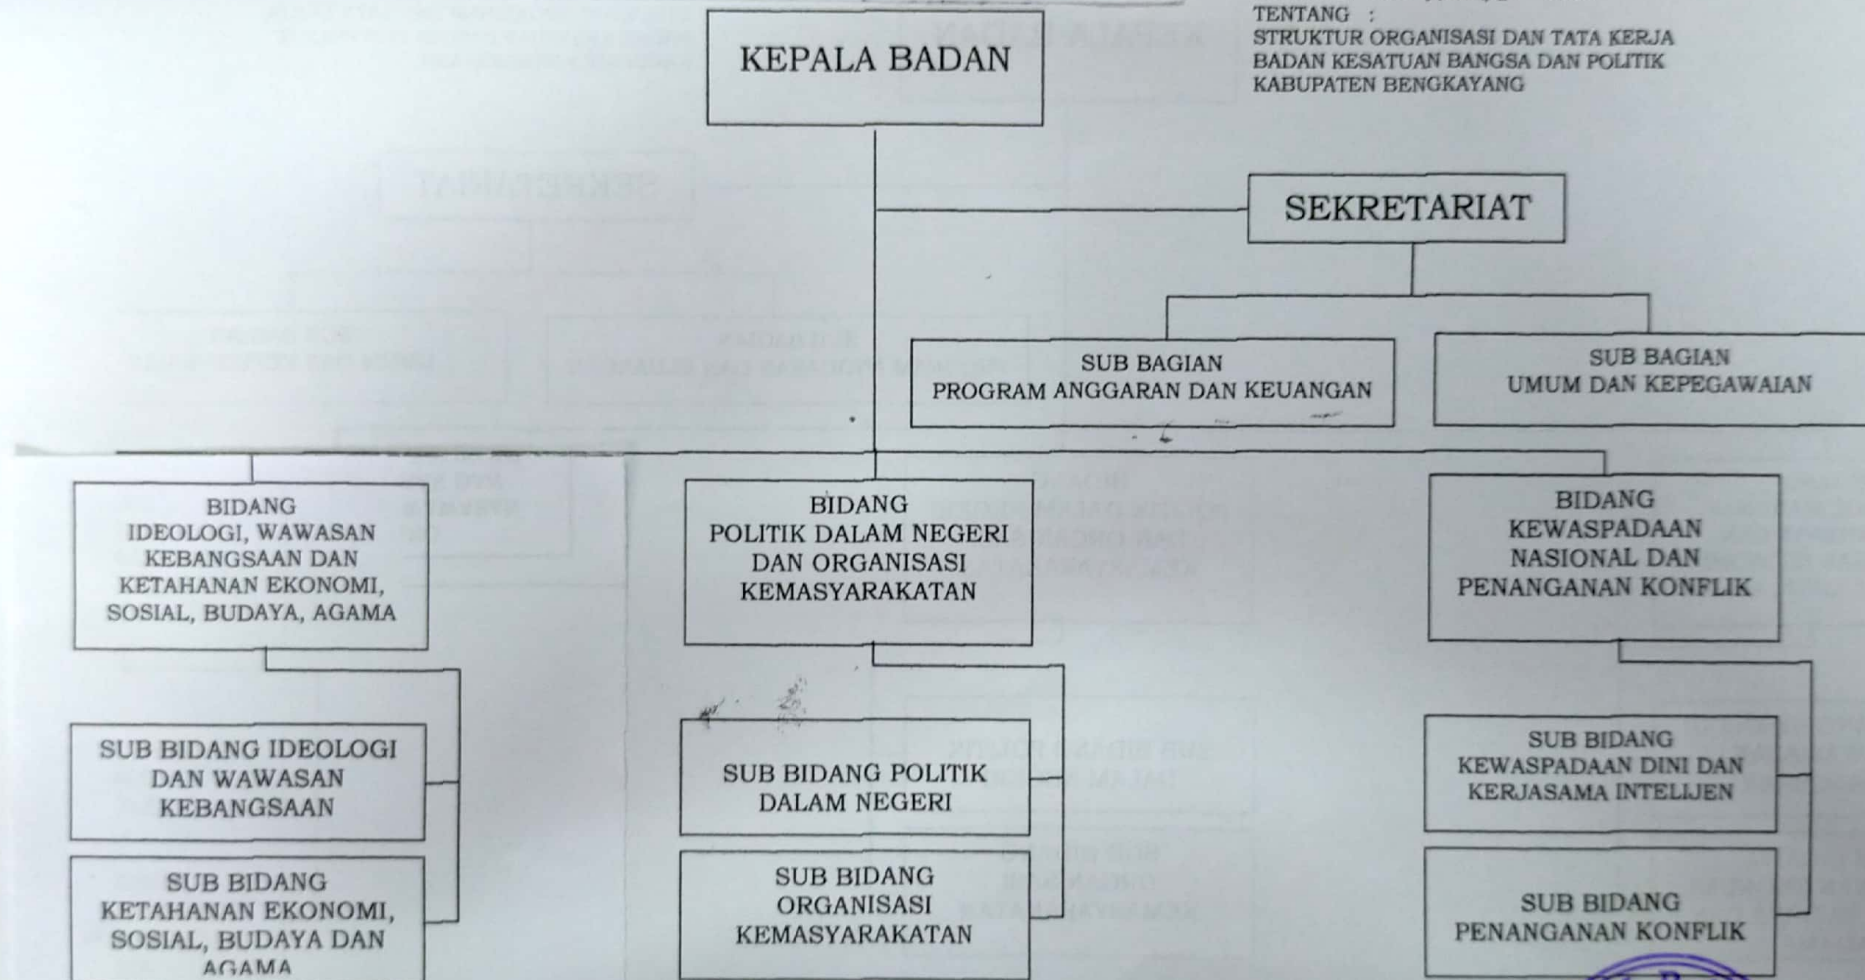 KEPALA BADAN
TENTANG :
STRUKTUR ORGANISASI DAN TATA KERJA
BADAN KESATUAN BANGSA DAN POLITIK
KABUPATEN BENGKAYANG
SEKRETARIAT
SUB BAGIAN
PROGRAM ANGGARAN DAN KEUANGAN
SUB BAGIAN
UMUM DAN KEPEGAWAIAN
BIDANG
IDEOLOGI, WAWASAN
KEBANGSAAN DAN
KETAHANAN EKONOMI,
SOSIAL, BUDAYA, AGAMA
BIDANG
POLITIK DALAM NEGERI
DAN ORGANISASI
KEMASYARAKATAN
BIDANG
KEWASPADAAN
NASIONAL DAN
PENANGANAN KONFLIK
SUB BIDANG IDEOLOGI
DAN WAWASAN
KEBANGSAAN
SUB BIDANG POLITIK
DALAM NEGERI
SUB BIDANG
KEWASPADAAN DINI DAN
KERJASAMA INTELIJEN
SUB BIDANG
KETAHANAN EKONOMI,
SOSIAL, BUDAYA DAN
AGAMA
SUB BIDANG
ORGANISASI
KEMASYARAKATAN
SUB BIDANG
PENANGANAN KONFLIK